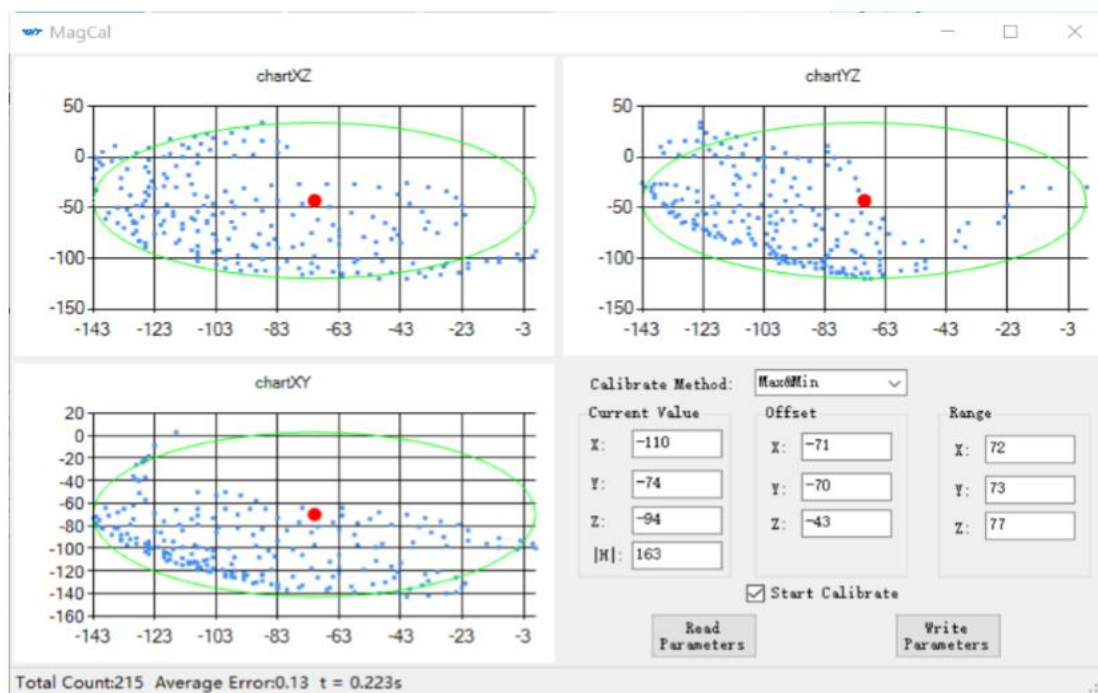 MagCal
chartXZ
50
0
-50
-100
-150
-143 -123 -103 -83 -63 -43 -23 -3
chartYZ
50
0
-50
-100
-150
-143 -123 -103 -83 -63 -43 -23 -3
chartXY
20
0
-20
-40
-60
-80
-100
-120
-140
-160
-143 -123 -103 -83 -63 -43 -23 -3
Calibrate Method: Max&Min
Current Value
X: -110
Y: -74
Z: -94
|H|: 163
Offset
X: -71
Y: -70
Z: -43
Range
X: 72
Y: 73
Z: 77
Start Calibrate
Read
Parameters
Write
Parameters
Total Count:215 Average Error:0.13 t = 0.223s